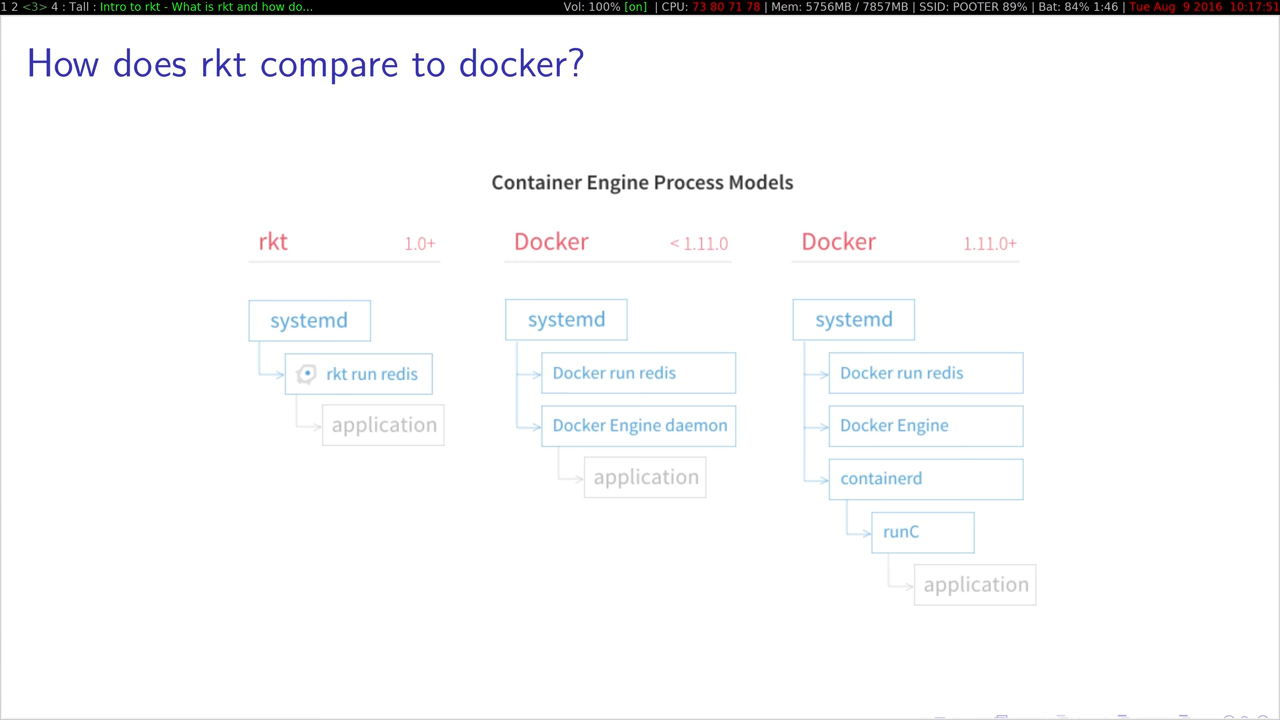 1 2 <3> 4 : Tall : Intro to rkt - What is rkt and how do... Vol: 100% [on] | CPU: 73 80 71 78 | Mem: 5756MB / 7857MB | SSID: POOTER 89% | Bat: 84% 1:46 | Tue Aug 9 2016 10:17:51
How does rkt compare to docker?
Container Engine Process Models
rkt 1.0+
systemd
rkt run redis
application
Docker < 1.11.0
systemd
Docker run redis
Docker Engine daemon
application
Docker 1.11.0+
systemd
Docker run redis
Docker Engine
containerd
runC
application